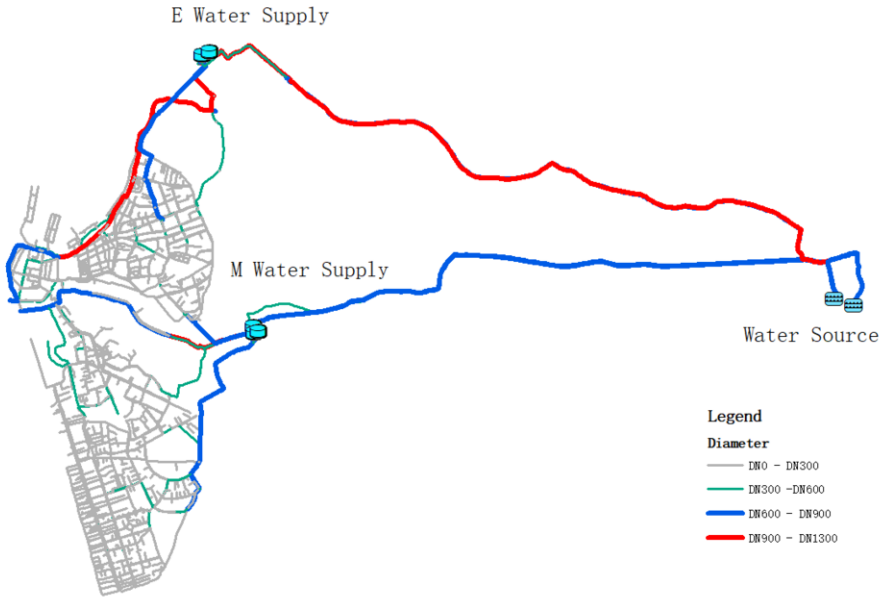 E Water Supply
M Water Supply
Water Source
Legend
Diameter
DN0 - DN300
DN300 -DN600
DN600 - DN900
DN900 - DN1300